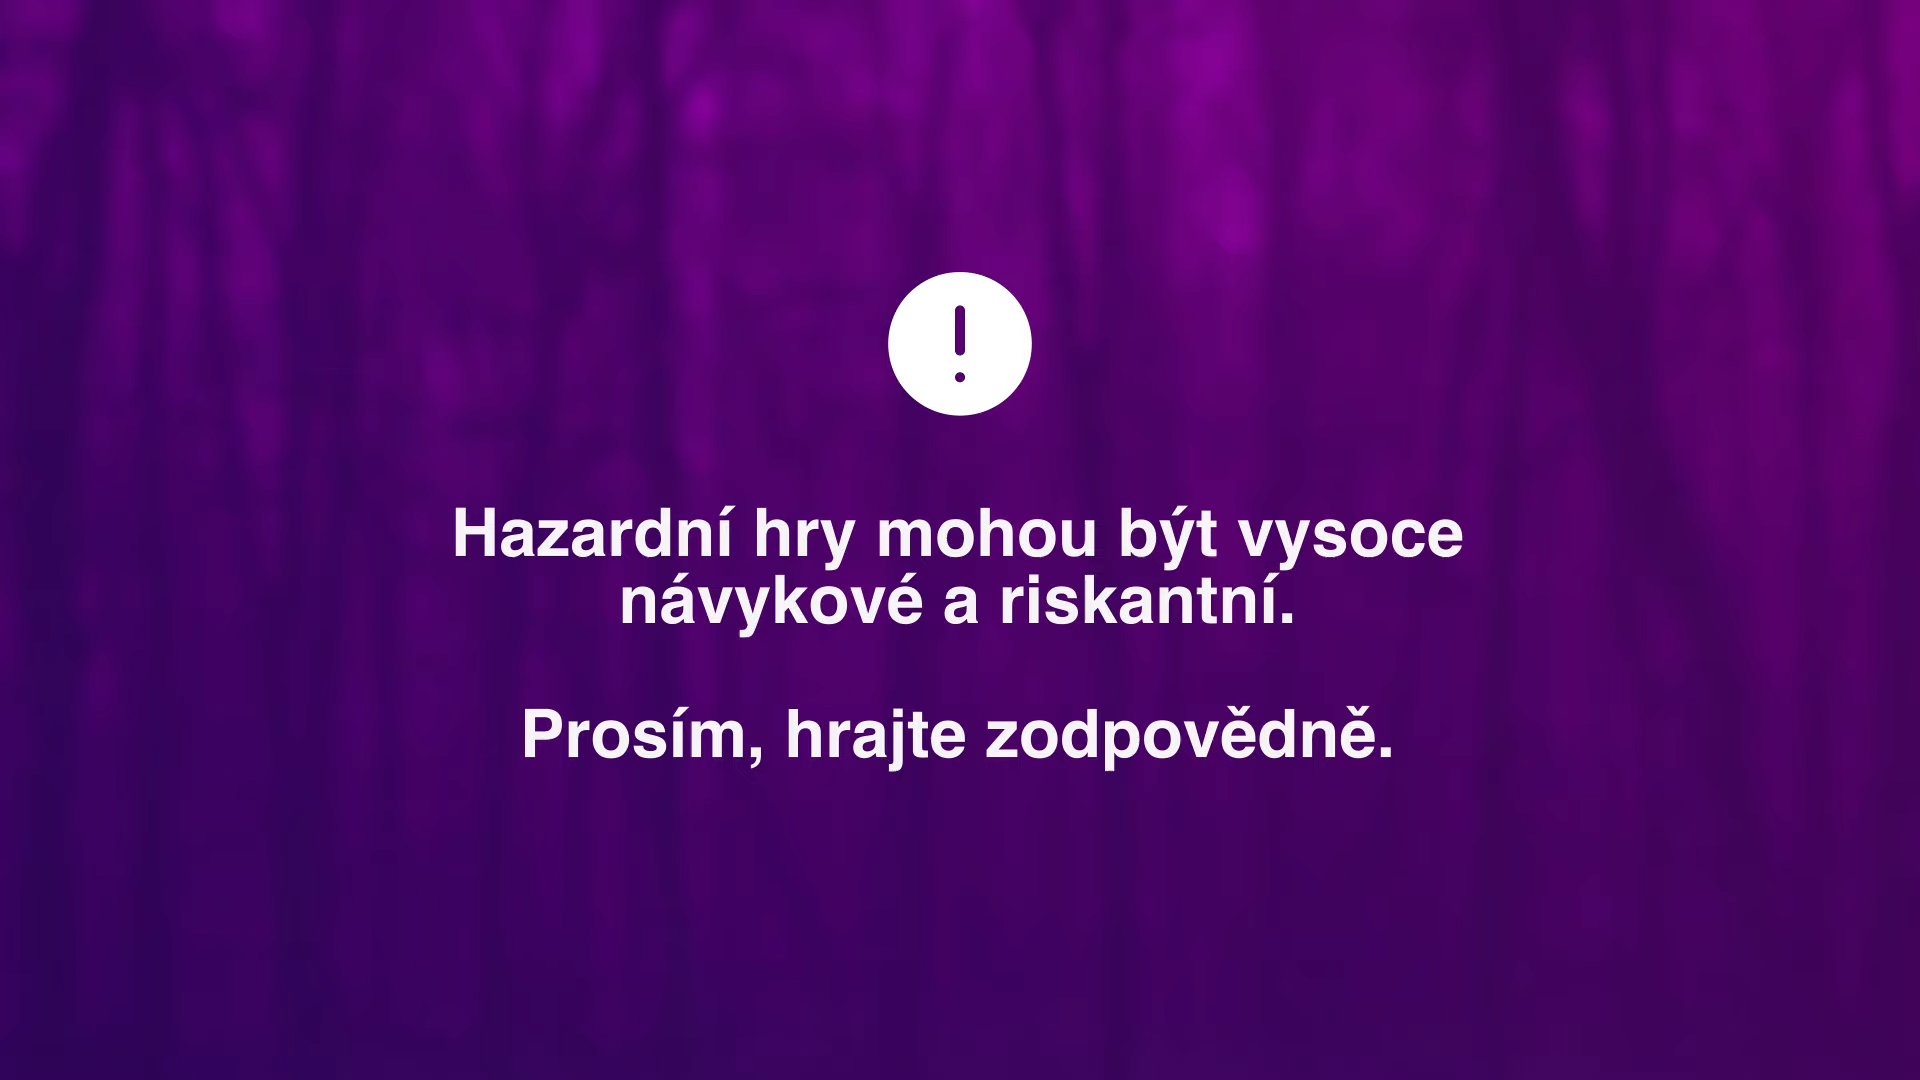 Hazardní hry mohou být vysoce
návykové a riskantní.
Prosím, hrajte zodpovědně.